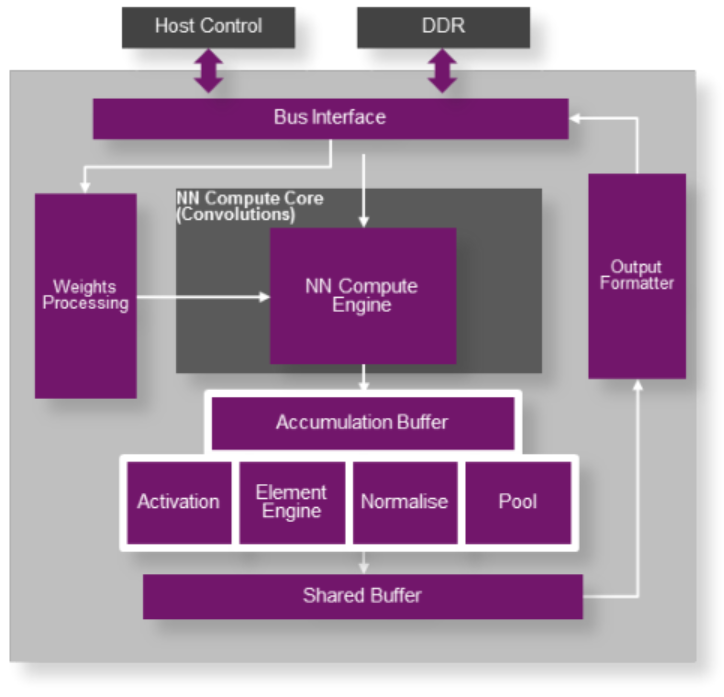 Host Control
DDR
Bus Interface
NN Compute Core
(Convolutions)
Weights
Processing
NN Compute
Engine
Output
Formatter
Accumulation Buffer
Activation
Element
Engine
Normalise
Pool
Shared Buffer